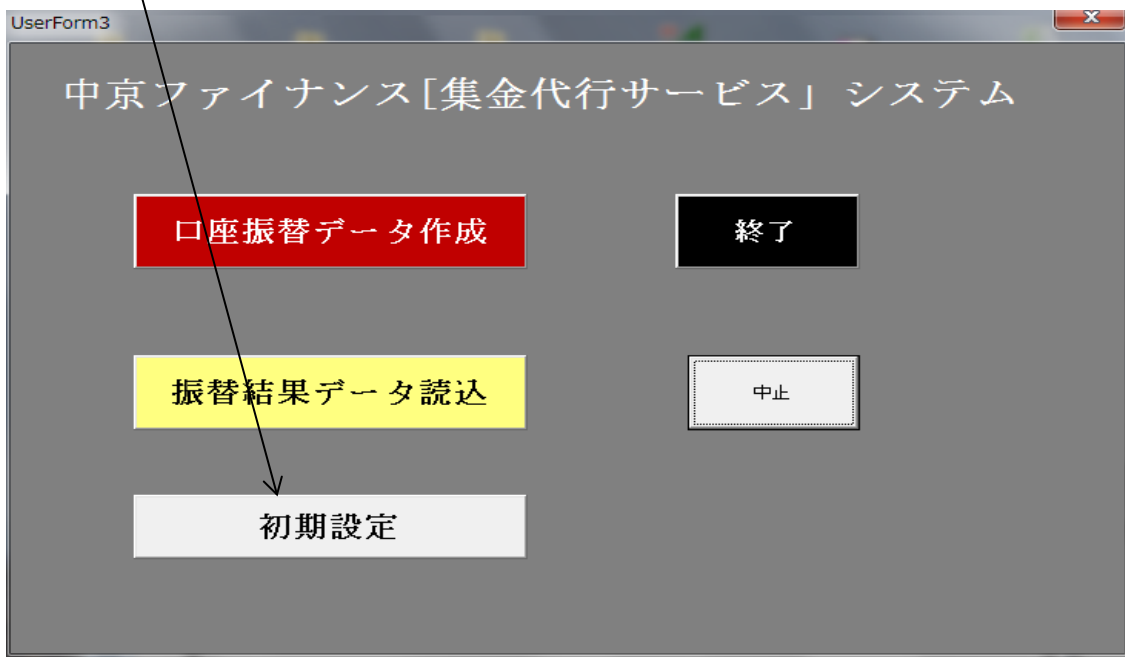 UserForm3
中京ファイナンス[集金代行サービス」システム
口座振替データ作成
終了
振替結果データ読込
中止
初期設定